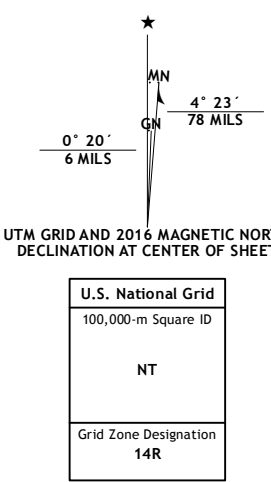 ★
MN
4° 23´
78 MILS
GN
0° 20´
6 MILS
UTM GRID AND 2016 MAGNETIC NOR
DECLINATION AT CENTER OF SHEET
U.S. National Grid
100,000-m Square ID
NT
Grid Zone Designation
14R